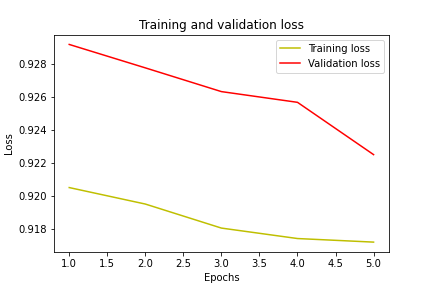 Training and validation loss
Training loss
Validation loss
0.928
0.926
0.924
0.922
0.920
0.918
Loss
1.0 1.5 2.0 2.5 3.0 3.5 4.0 4.5 5.0
Epochs